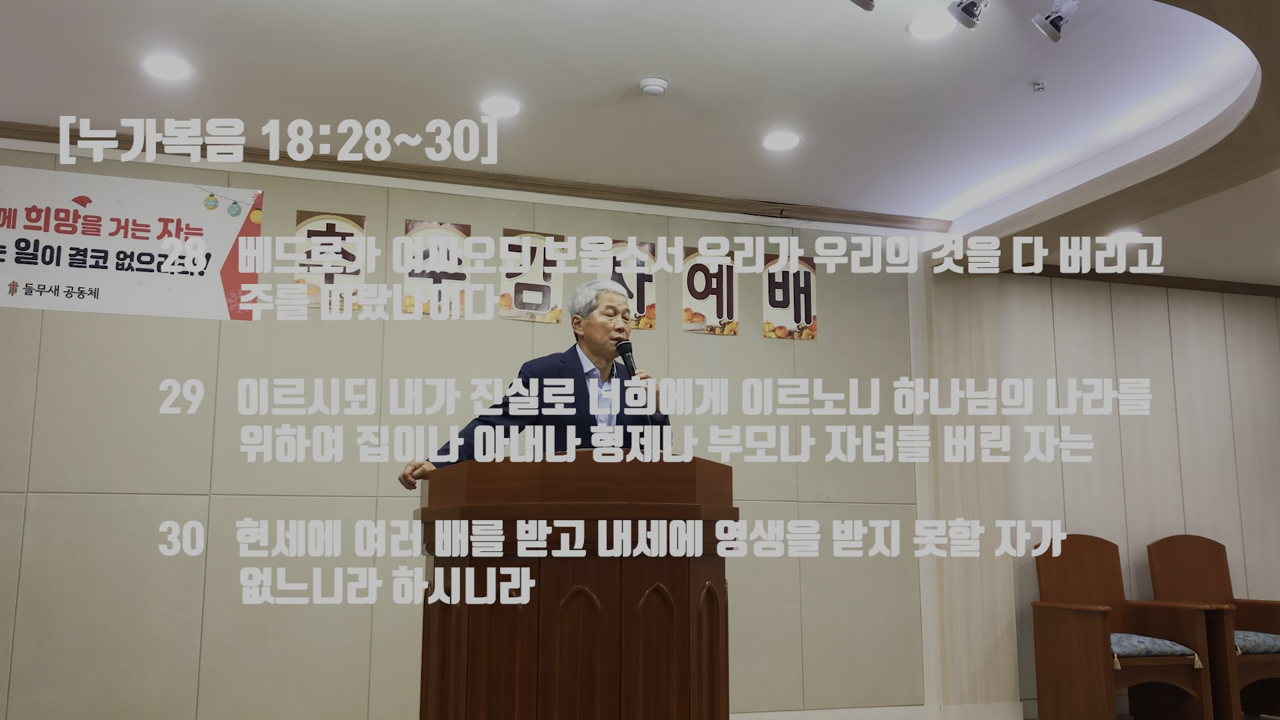 [누가복음 18:28~30]
에 희망을 거는 자는
는 일이 결코 없으리라!
들무새 공동체
추수감사예배
28 베드로가 여짜오되 보옵소서 우리가 우리의 것을 다 버리고
주를 따랐나이다
29 이르시되 내가 진실로 너희에게 이르노니 하나님의 나라를
위하여 집이나 아내나 형제나 부모나 자녀를 버린 자는
30 현세에 여러 배를 받고 내세에 영생을 받지 못할 자가
없느니라 하시니라